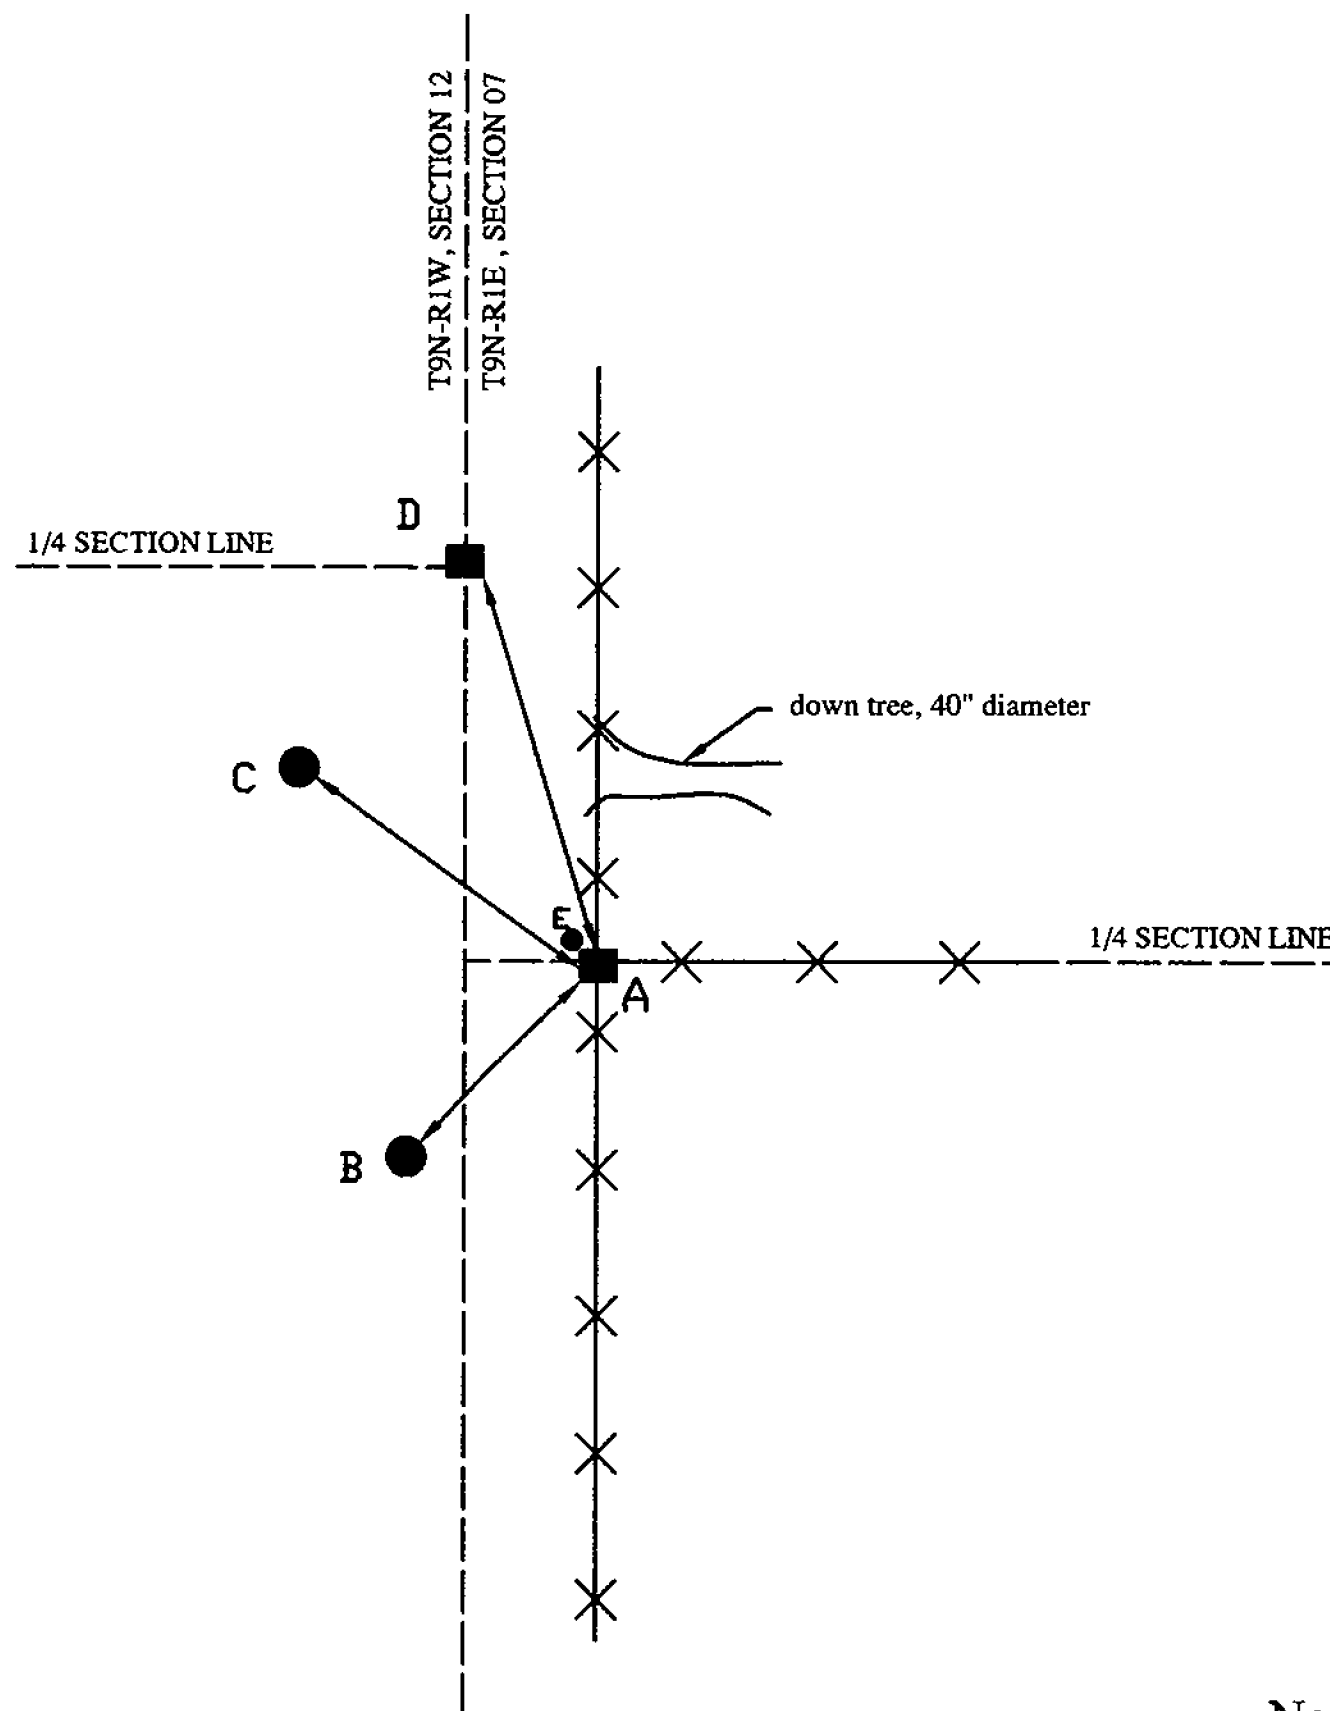 T9N-R1W, SECTION 12
T9N-R1E , SECTION 07
D
1/4 SECTION LINE
down tree, 40" diameter
C
E
1/4 SECTION LINE
A
B